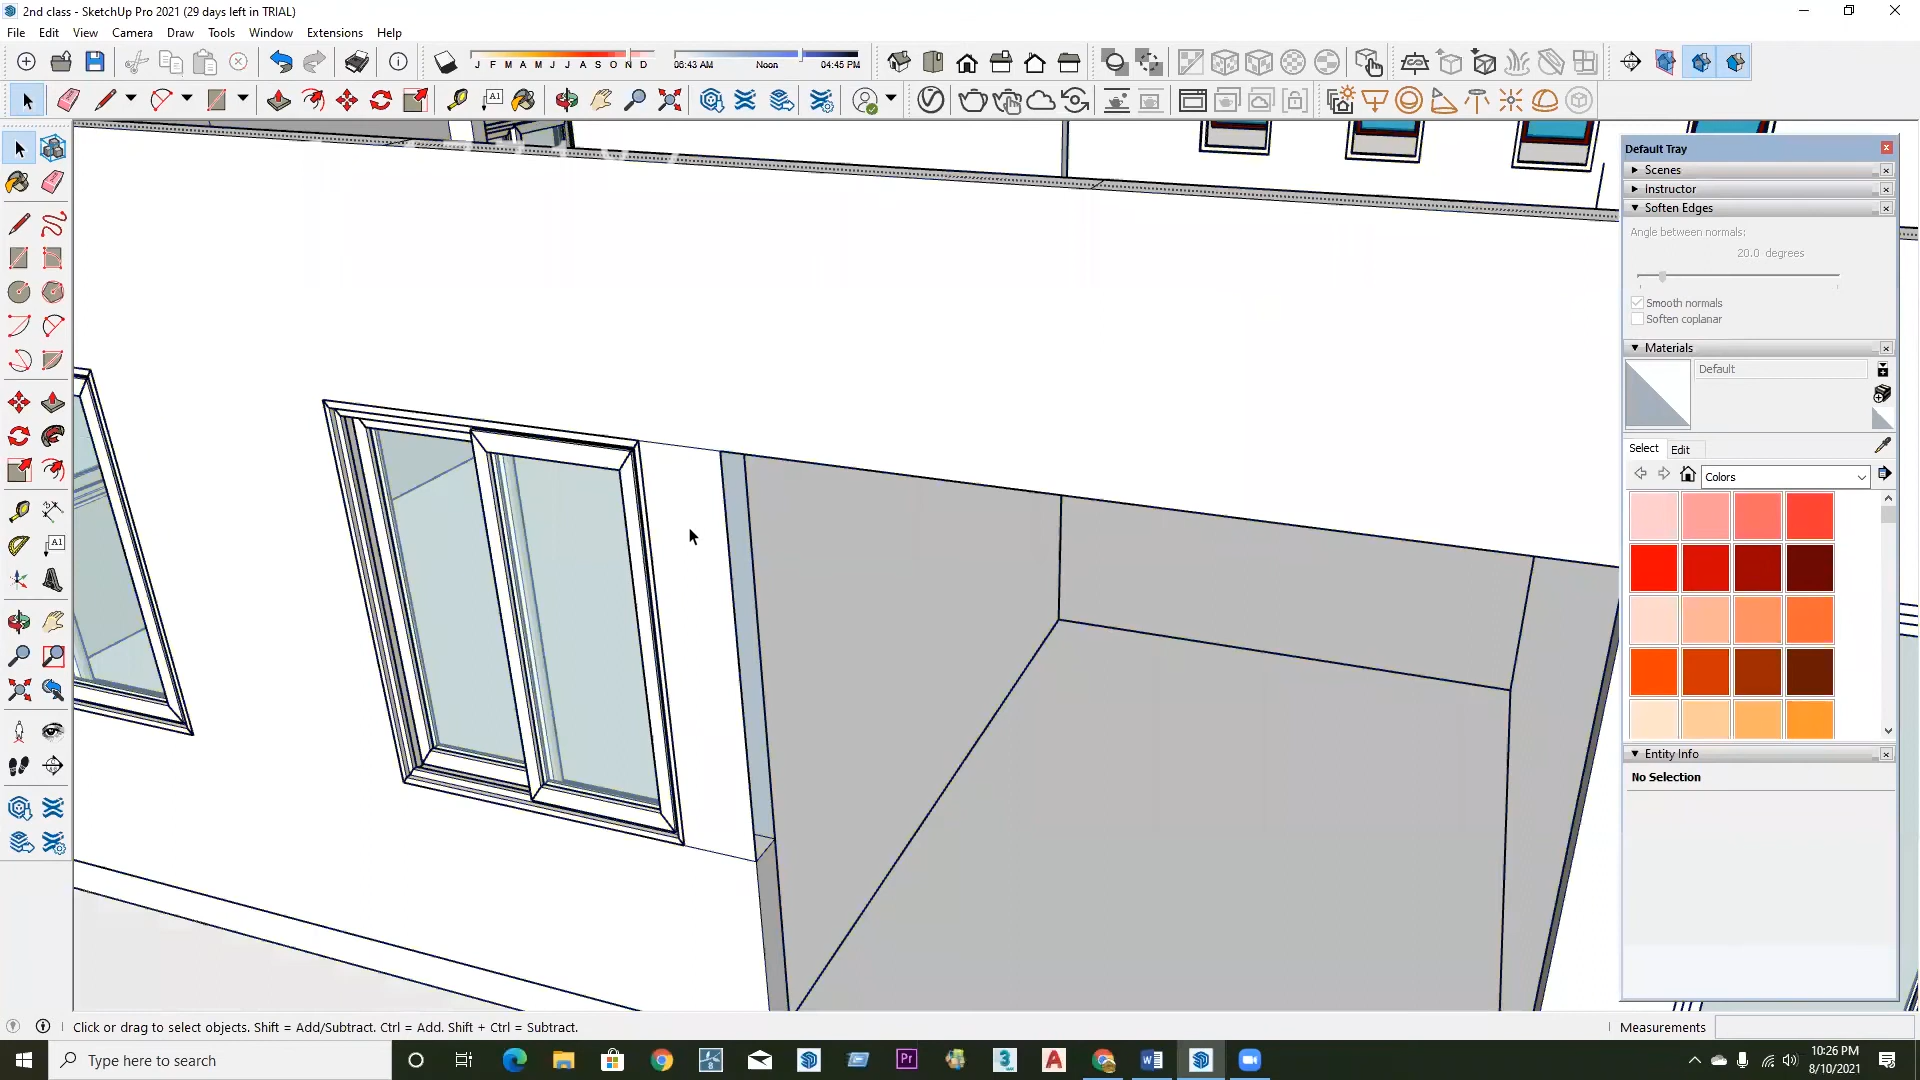 2nd class - SketchUp Pro 2021 (29 days left in TRIAL)
File Edit View Camera Draw Tools Window Extensions Help
J F M A M J J A S O N D
06:43 AM Noon 04:45 PM
A1
Default Tray
Scenes
Instructor
Soften Edges
Angle between normals:
20.0 degrees
Smooth normals
Soften coplanar
Materials
Default
Select Edit
Colors
Entity Info
No Selection
A1
Click or drag to select objects. Shift = Add/Subtract. Ctrl = Add. Shift + Ctrl = Subtract.
Measurements
Type here to search
Pr
3
A
W
10:26 PM
8/10/2021